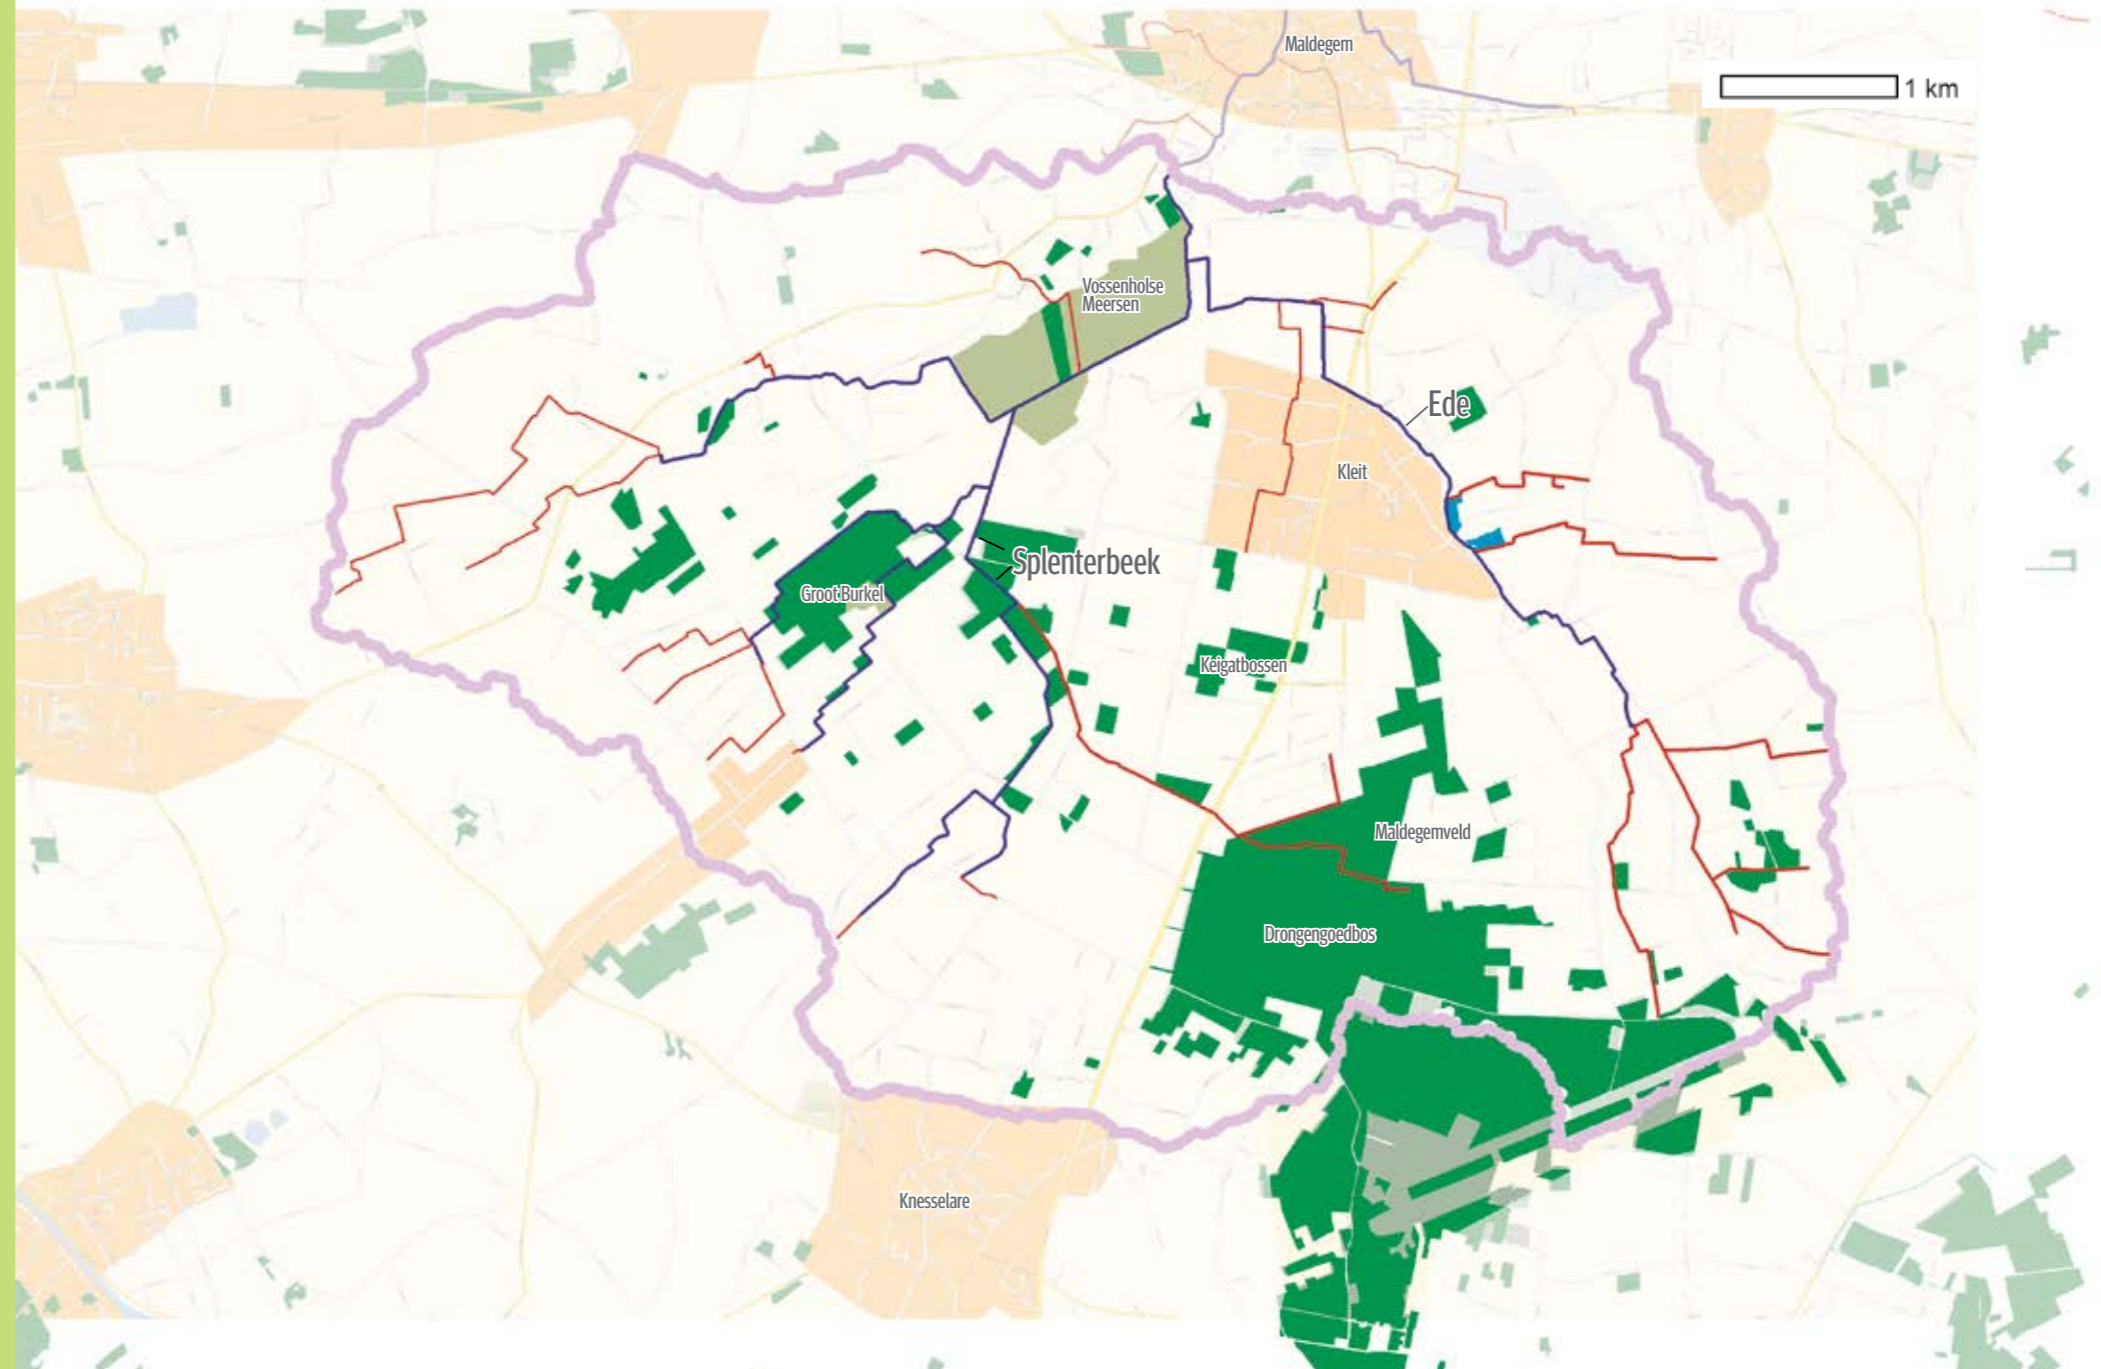 Maldegem
1 km
Vossenholse
Meersen
Ede
Kleit
Splenterbeek
Groot Burkel
Keigatbossen
Maldegemveld
Drongengoedbos
Knesselare